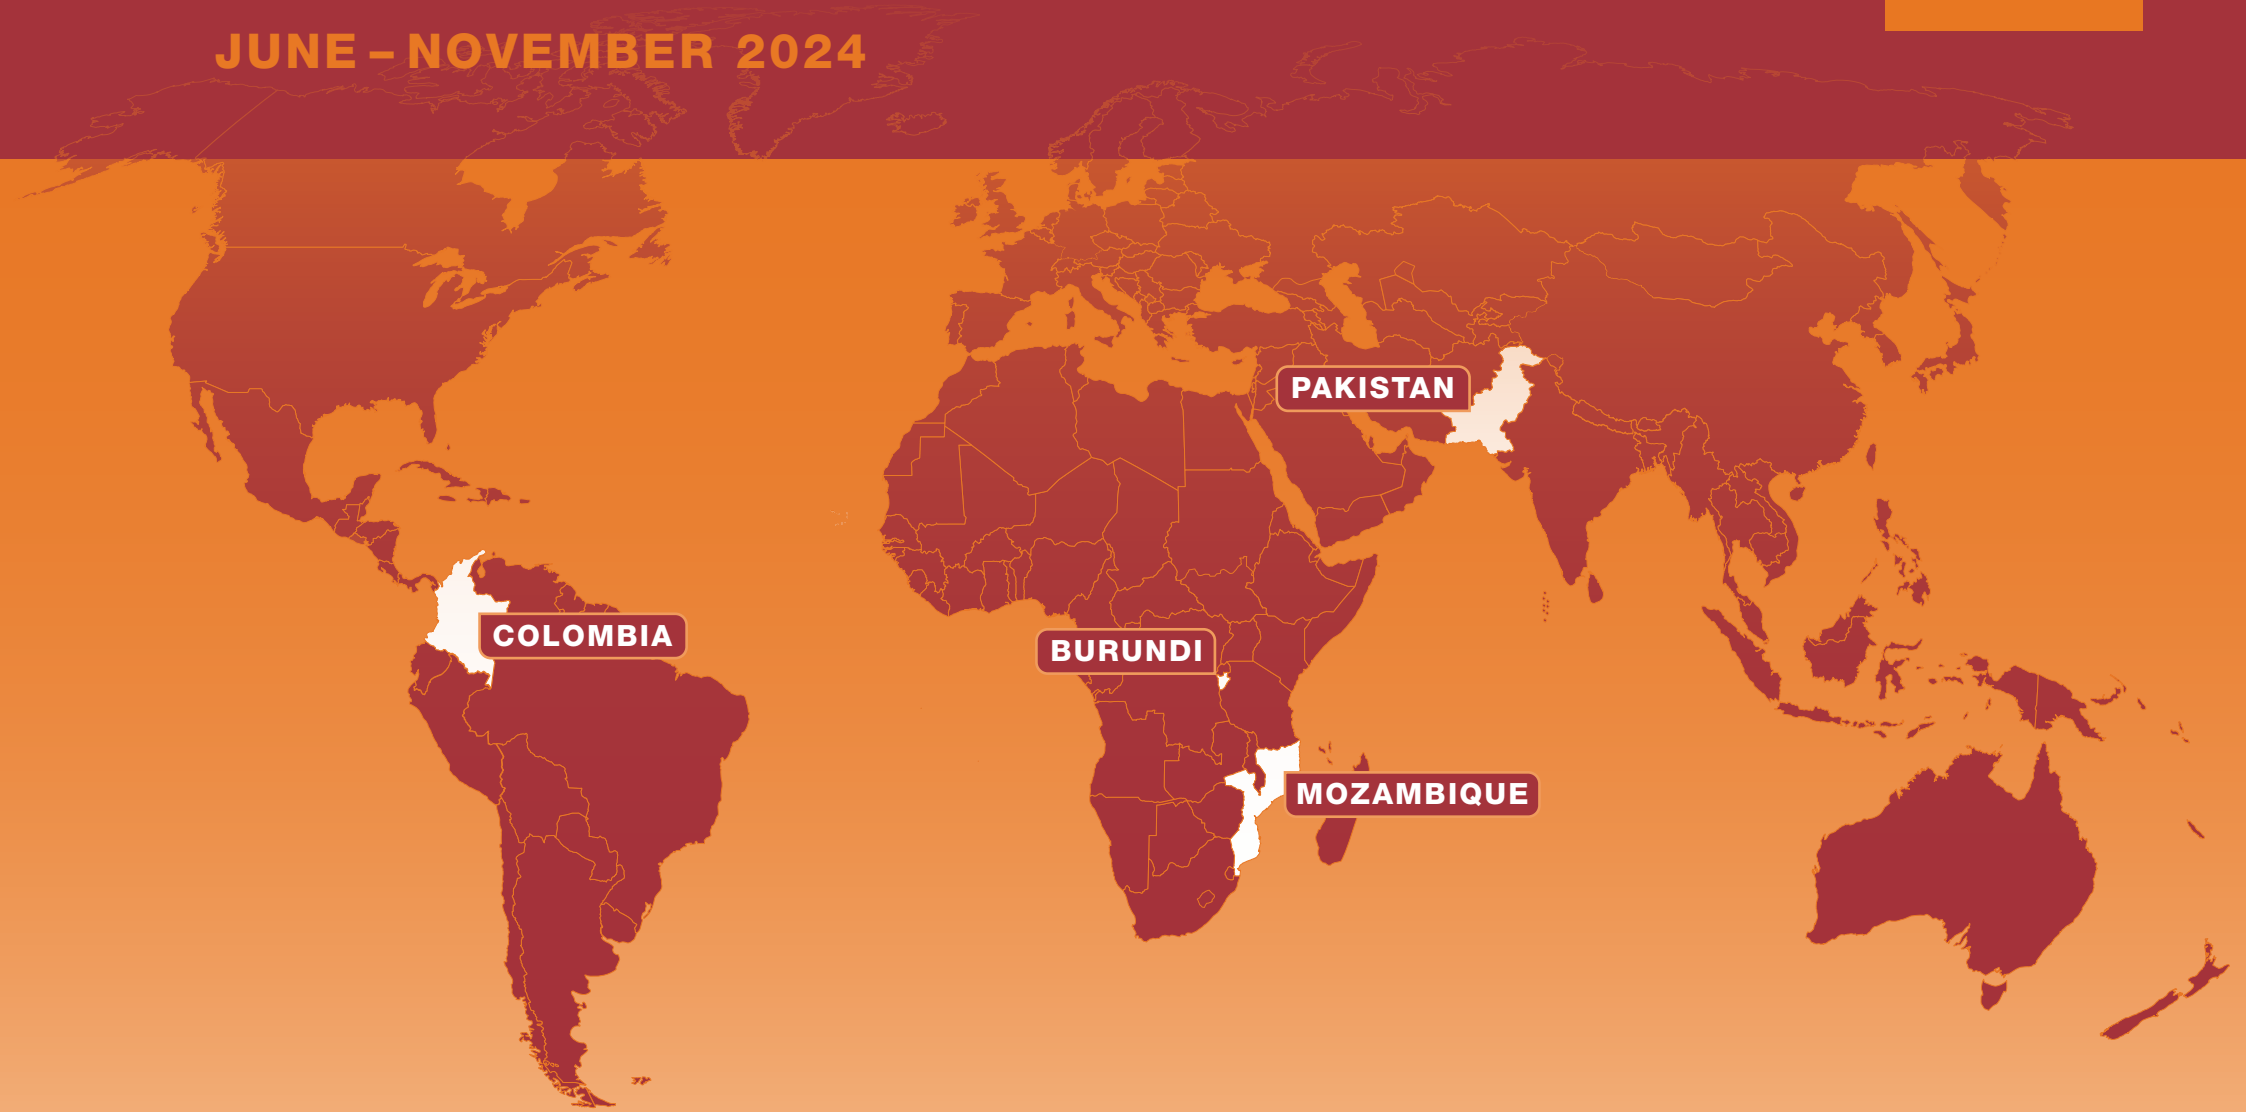 JUNE – NOVEMBER 2024
PAKISTAN
COLOMBIA
BURUNDI
MOZAMBIQUE